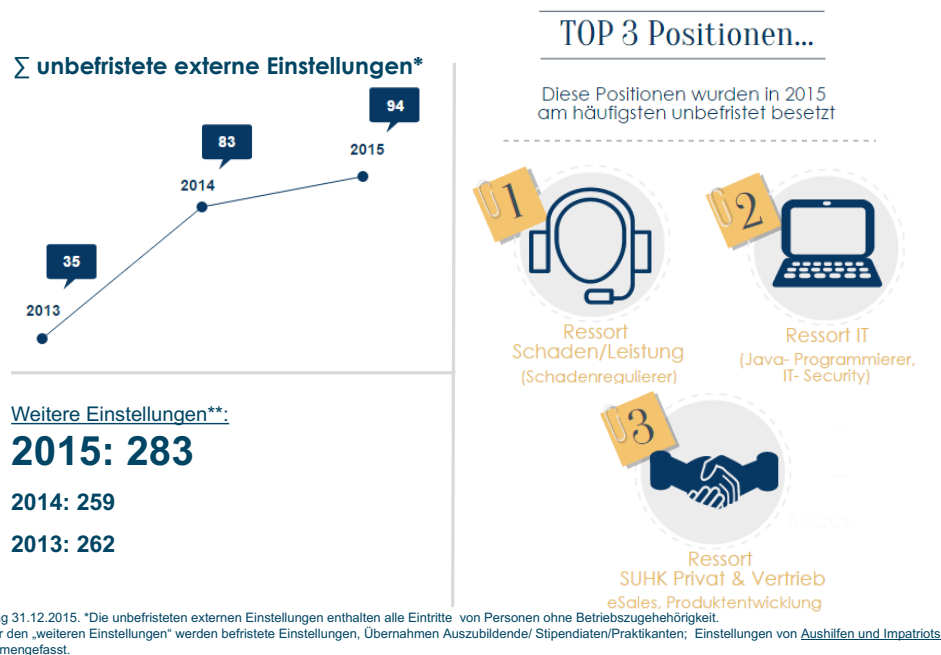 ∑ unbefristete externe Einstellungen*
94
83
2015
2014
35
2013
Weitere Einstellungen**:
2015: 283
2014: 259
2013: 262
TOP 3 Positionen...
Diese Positionen wurden in 2015
am häufigsten unbefristet besetzt
1
Ressort
Schaden/Leistung
(Schadenregulierer)
2
Ressort IT
(Java- Programmierer,
IT- Security)
3
Ressort
SUHK Privat & Vertrieb
eSales, Produktentwicklung
31.12.2015. *Die unbefristeten externen Einstellungen enthalten alle Eintritte von Personen ohne Betriebszugehehörigkeit.
den „weiteren Einstellungen“ werden befristete Einstellungen, Übernahmen Auszubildende/ Stipendiaten/Praktikanten; Einstellungen von Aushilfen und Impatriots